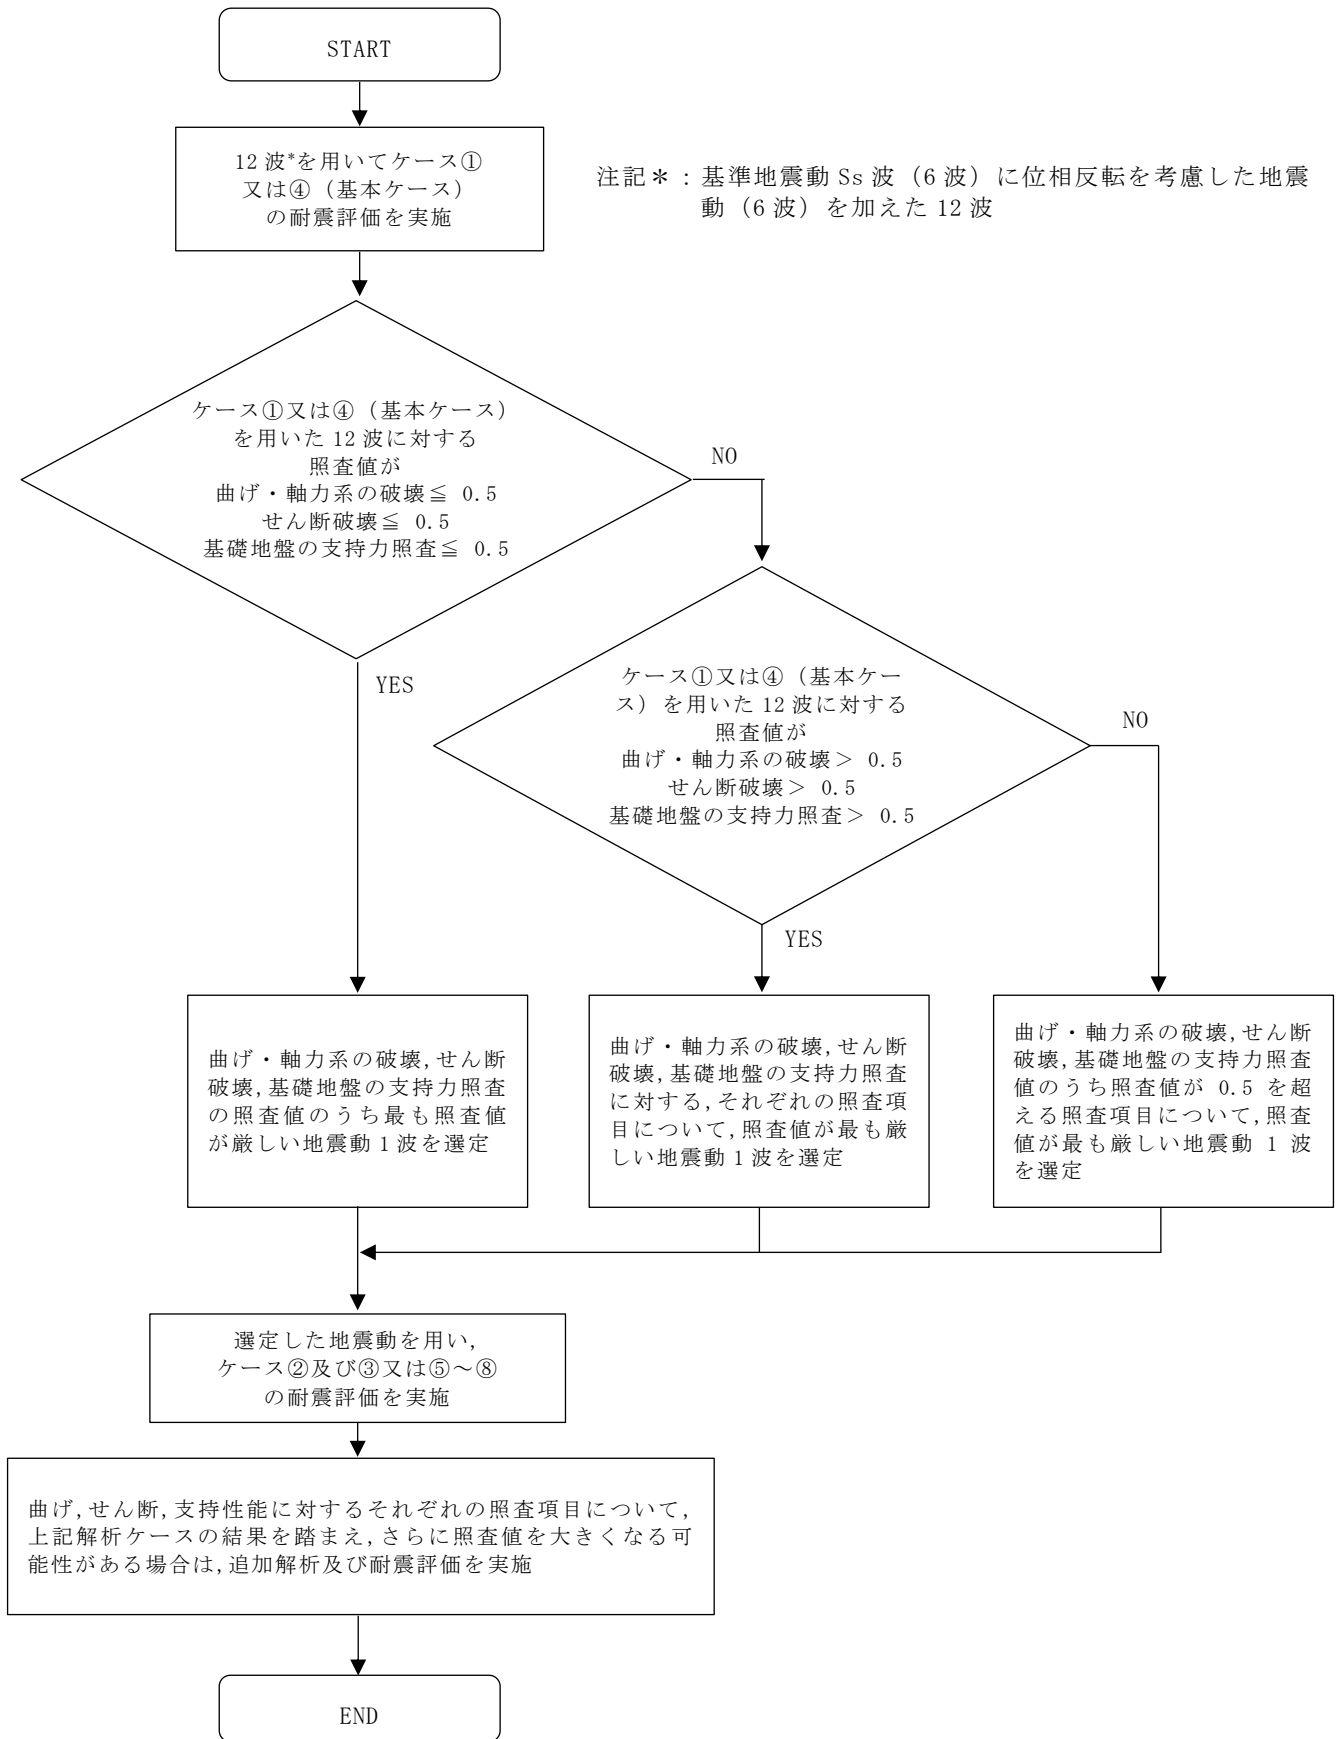 START
12 波*を用いてケース①
又は④（基本ケース）
の耐震評価を実施
注記＊：基準地震動 Ss 波（6 波）に位相反転を考慮した地震
動（6 波）を加えた 12 波
ケース①又は④（基本ケース）
を用いた 12 波に対する
照査値が
曲げ・軸力系の破壊≦ 0.5
せん断破壊≦ 0.5
基礎地盤の支持力照査≦ 0.5
NO
YES
ケース①又は④（基本ケー
ス）を用いた 12 波に対する
照査値が
曲げ・軸力系の破壊＞ 0.5
せん断破壊＞ 0.5
基礎地盤の支持力照査＞ 0.5
NO
YES
曲げ・軸力系の破壊,せん断
破壊,基礎地盤の支持力照査
の照査値のうち最も照査値
が厳しい地震動 1 波を選定
曲げ・軸力系の破壊,せん断
破壊,基礎地盤の支持力照査
に対する,それぞれの照査項
目について,照査値が最も厳
しい地震動 1 波を選定
曲げ・軸力系の破壊,せん断
破壊,基礎地盤の支持力照査
値のうち照査値が 0.5 を超
える照査項目について,照査
値が最も厳しい地震動 1 波
を選定
選定した地震動を用い,
ケース②及び③又は⑤～⑧
の耐震評価を実施
曲げ,せん断,支持性能に対するそれぞれの照査項目について,
上記解析ケースの結果を踏まえ,さらに照査値を大きくなる可
能性がある場合は,追加解析及び耐震評価を実施
END